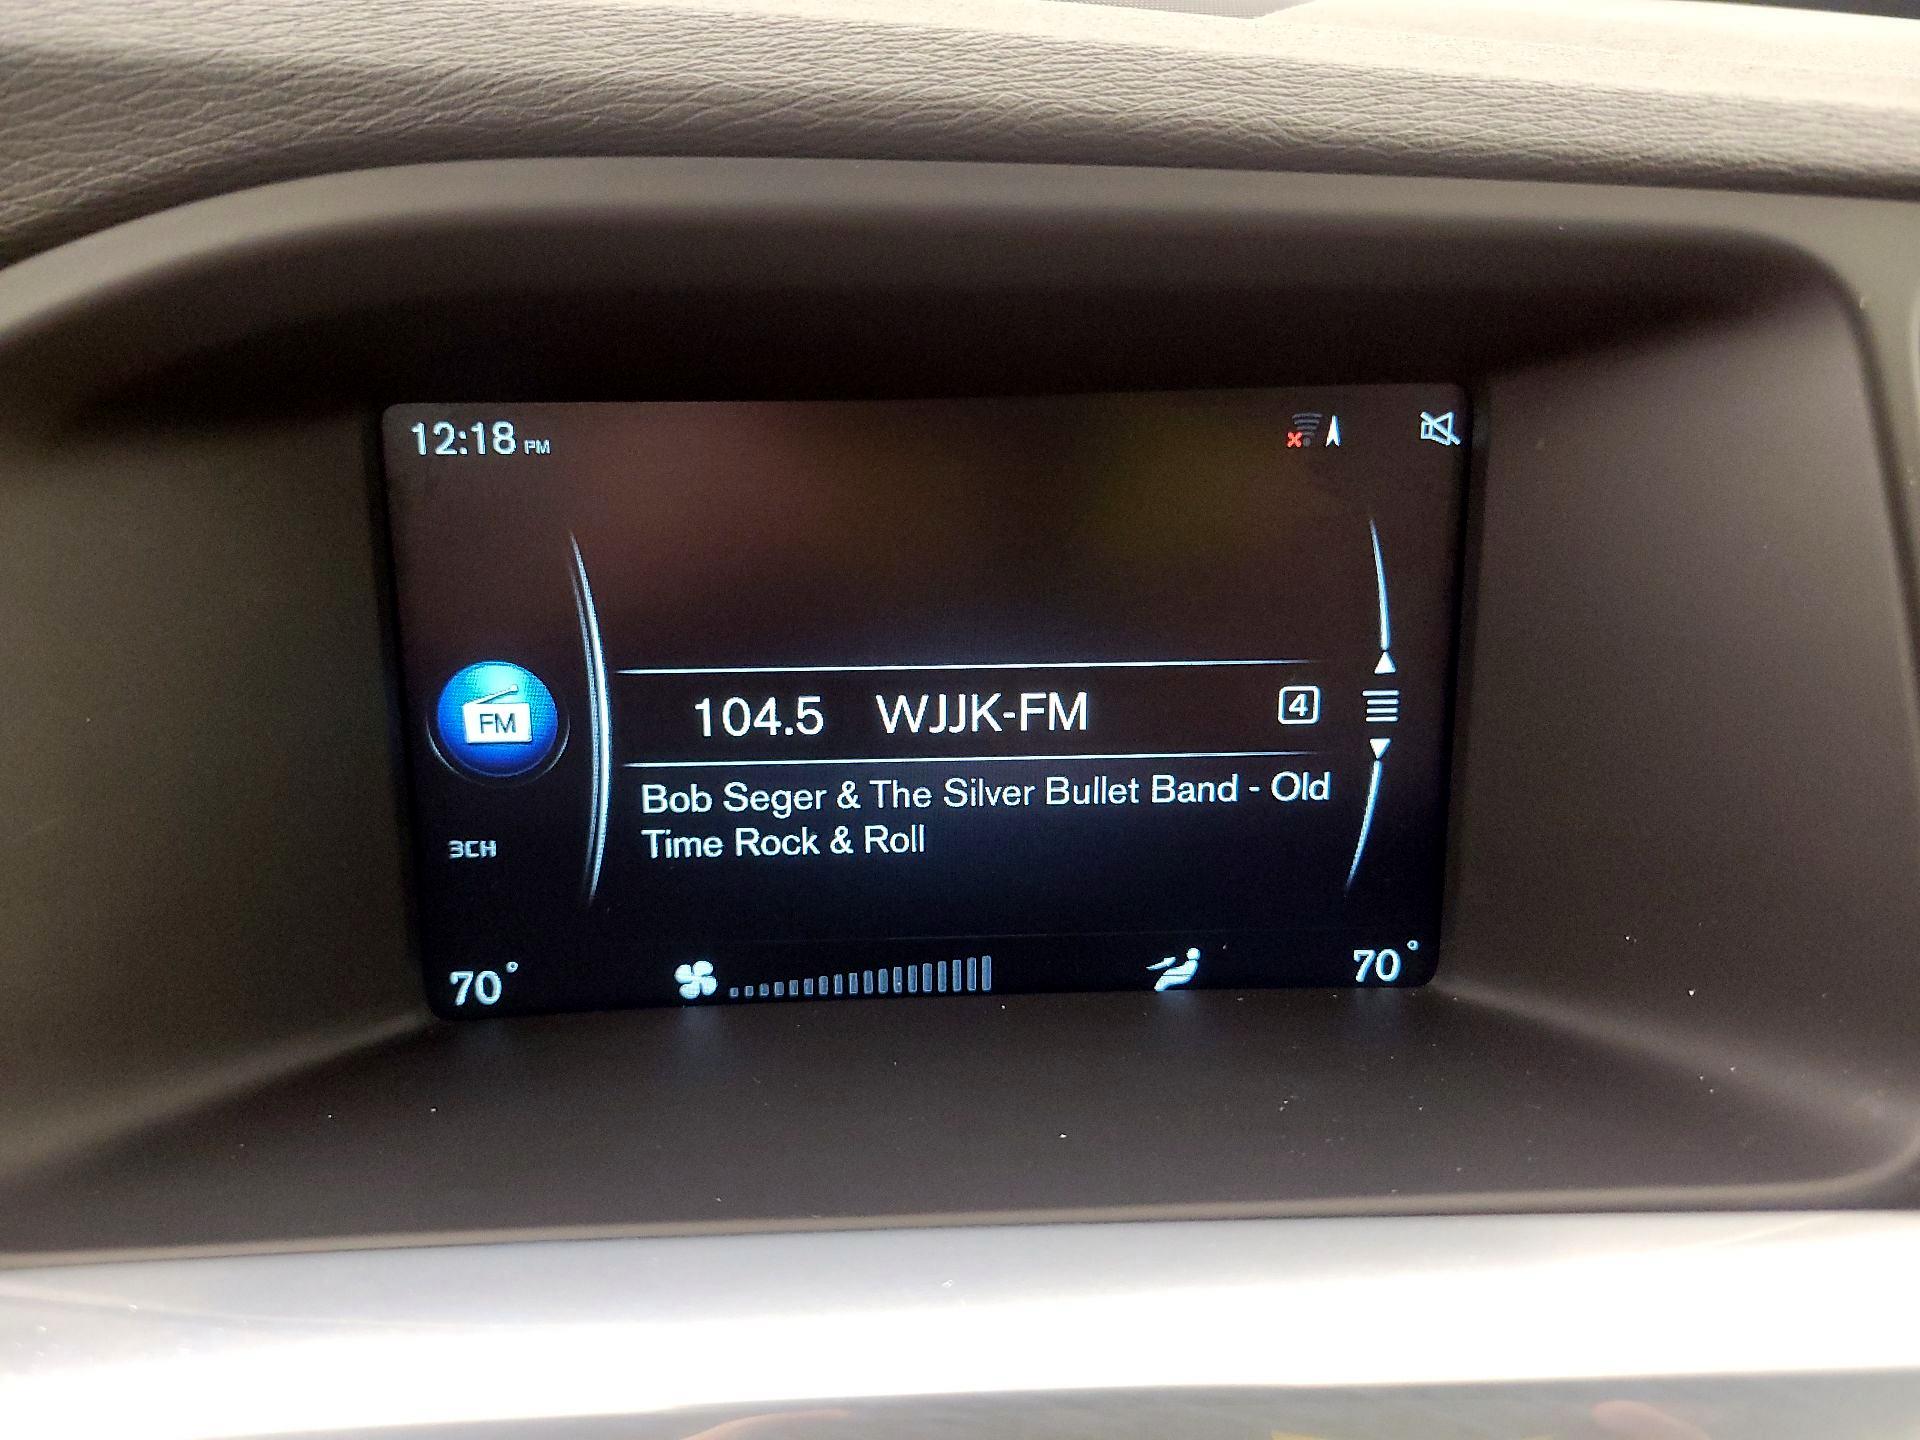 12:18 PM
FM
104.5 WJJK-FM 4
Bob Seger & The Silver Bullet Band - Old
Time Rock & Roll
3CH
70° 70°